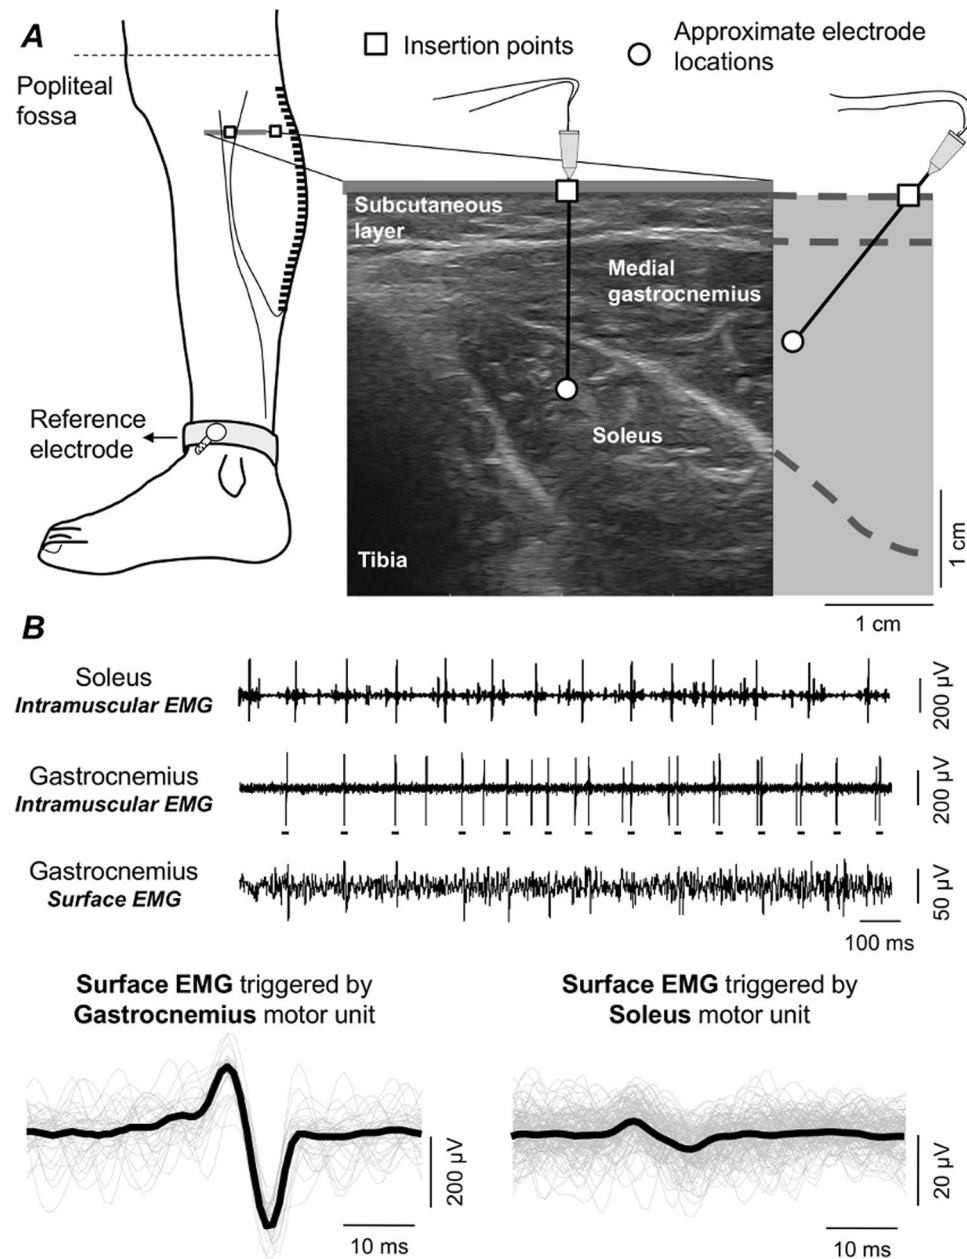 A
Insertion points
Approximate electrode
locations
Popliteal
fossa
Subcutaneous
layer
Medial
gastrocnemius
Reference
electrode
Soleus
Tibia
1 cm
1 cm
B
Soleus
Intramuscular EMG
200 µV
Gastrocnemius
Intramuscular EMG
200 µV
Gastrocnemius
Surface EMG
50 µV
100 ms
Surface EMG triggered by
Gastrocnemius motor unit
Surface EMG triggered by
Soleus motor unit
200 µV
10 ms
20 µV
10 ms